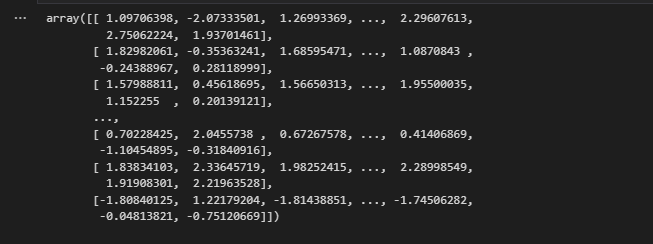 ... array([[ 1.09706398, -2.07333501, 1.26993369, ..., 2.29607613,
2.75062224, 1.93701461],
[ 1.82982061, -0.35363241, 1.68595471, ..., 1.0870843 ,
-0.24388967, 0.28118999],
[ 1.57988811, 0.45618695, 1.56650313, ..., 1.95500035,
1.152255 , 0.20139121],
...,
[ 0.70228425, 2.0455738 , 0.67267578, ..., 0.41406869,
-1.10454895, -0.31840916],
[ 1.83834103, 2.33645719, 1.98252415, ..., 2.28998549,
1.91908301, 2.21963528],
[-1.80840125, 1.22179204, -1.81438851, ..., -1.74506282,
-0.04813821, -0.75120669]])